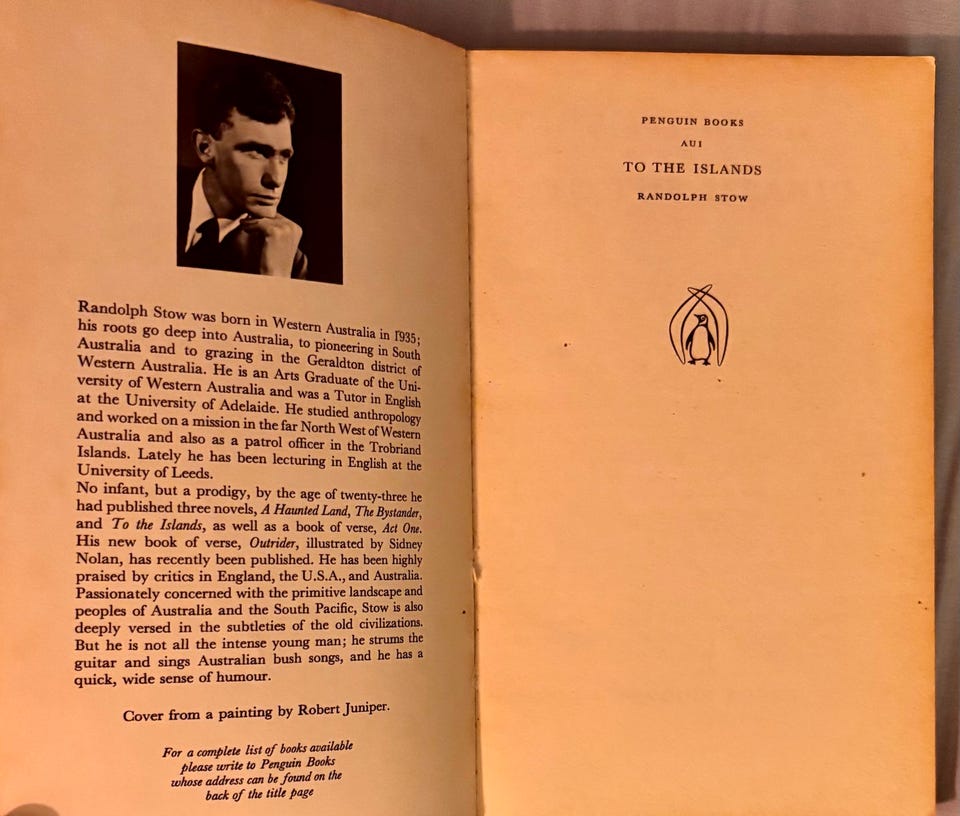 Randolph Stow was born in Western Australia in 1935;
his roots go deep into Australia, to pioneering in South
Australia and to grazing in the Geraldton district of
Western Australia. He is an Arts Graduate of the Uni-
versity of Western Australia and was a Tutor in English
at the University of Adelaide. He studied anthropology
and worked on a mission in the far North West of Western
Australia and also as a patrol officer in the Trobriand
Islands. Lately he has been lecturing in English at the
University of Leeds.
No infant, but a prodigy, by the age of twenty-three he
had published three novels, A Haunted Land, The Bystander,
and To the Islands, as well as a book of verse, Act One.
His new book of verse, Outrider, illustrated by Sidney
Nolan, has recently been published. He has been highly
praised by critics in England, the U.S.A., and Australia.
Passionately concerned with the primitive landscape and
peoples of Australia and the South Pacific, Stow is also
deeply versed in the subtleties of the old civilizations.
But he is not all the intense young man; he strums the
guitar and sings Australian bush songs, and he has a
quick, wide sense of humour.
Cover from a painting by Robert Juniper.
For a complete list of books available
please write to Penguin Books
whose address can be found on the
back of the title page
PENGUIN BOOKS
AU1
TO THE ISLANDS
RANDOLPH STOW